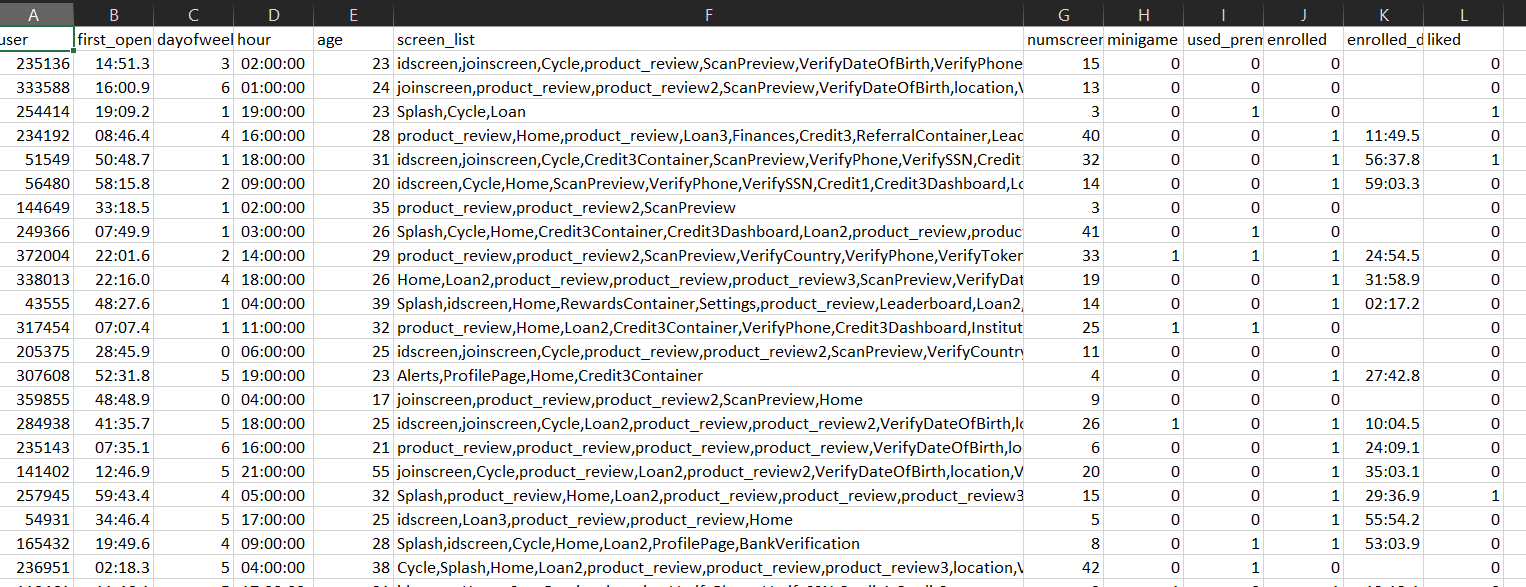 A B C D E F G H I J K L
user first_open dayofweel hour age screen_list numscreer minigame used_prem enrolled enrolled_d liked
235136 14:51.3 3 02:00:00 23 idscreen,joinscreen,Cycle,product_review,ScanPreview,VerifyDateOfBirth,VerifyPhone 15 0 0 0 0
333588 16:00.9 6 01:00:00 24 joinscreen,product_review,product_review2,ScanPreview,VerifyDateOfBirth,location,V 13 0 0 0 0
254414 19:09.2 1 19:00:00 23 Splash,Cycle,Loan 3 0 1 0 1
234192 08:46.4 4 16:00:00 28 product_review,Home,product_review,Loan3,Finances,Credit3,ReferralContainer,Lead 40 0 0 1 11:49.5 0
51549 50:48.7 1 18:00:00 31 idscreen,joinscreen,Cycle,Credit3Container,ScanPreview,VerifyPhone,VerifySSN,Credit 32 0 0 1 56:37.8 1
56480 58:15.8 2 09:00:00 20 idscreen,Cycle,Home,ScanPreview,VerifyPhone,VerifySSN,Credit1,Credit3Dashboard,Lo 14 0 0 1 59:03.3 0
144649 33:18.5 1 02:00:00 35 product_review,product_review2,ScanPreview 3 0 0 0 0
249366 07:49.9 1 03:00:00 26 Splash,Cycle,Home,Credit3Container,Credit3Dashboard,Loan2,product_review,produc 41 0 1 0 0
372004 22:01.6 2 14:00:00 29 product_review,product_review2,ScanPreview,VerifyCountry,VerifyPhone,VerifyToken 33 1 1 1 24:54.5 0
338013 22:16.0 4 18:00:00 26 Home,Loan2,product_review,product_review,product_review3,ScanPreview,VerifyDat 19 0 0 1 31:58.9 0
43555 48:27.6 1 04:00:00 39 Splash,idscreen,Home,RewardsContainer,Settings,product_review,Leaderboard,Loan2, 14 0 0 1 02:17.2 0
317454 07:07.4 1 11:00:00 32 product_review,Home,Loan2,Credit3Container,VerifyPhone,Credit3Dashboard,Institut 25 1 1 0 0
205375 28:45.9 0 06:00:00 25 idscreen,joinscreen,Cycle,product_review,product_review2,ScanPreview,VerifyCountry 11 0 0 0 0
307608 52:31.8 5 19:00:00 23 Alerts,ProfilePage,Home,Credit3Container 4 0 0 1 27:42.8 0
359855 48:48.9 0 04:00:00 17 joinscreen,product_review,product_review2,ScanPreview,Home 9 0 0 0 0
284938 41:35.7 5 18:00:00 25 idscreen,joinscreen,Cycle,Loan2,product_review,product_review2,VerifyDateOfBirth,lo 26 1 0 1 10:04.5 0
235143 07:35.1 6 16:00:00 21 product_review,product_review,product_review,product_review,VerifyDateOfBirth,lo 6 0 0 1 24:09.1 0
141402 12:46.9 5 21:00:00 55 joinscreen,Cycle,product_review,Loan2,product_review2,VerifyDateOfBirth,location,V 20 0 0 1 35:03.1 0
257945 59:43.4 4 05:00:00 32 Splash,product_review,Home,Loan2,product_review,product_review,product_review3 15 0 0 1 29:36.9 1
54931 34:46.4 5 17:00:00 25 idscreen,Loan3,product_review,product_review,Home 5 0 0 1 55:54.2 0
165432 19:49.6 4 09:00:00 28 Splash,idscreen,Cycle,Home,Loan2,ProfilePage,BankVerification 8 0 1 1 53:03.9 0
236951 02:18.3 5 04:00:00 38 Cycle,Splash,Home,Loan2,product_review,product_review,product_review3,location,V 42 0 1 0 0